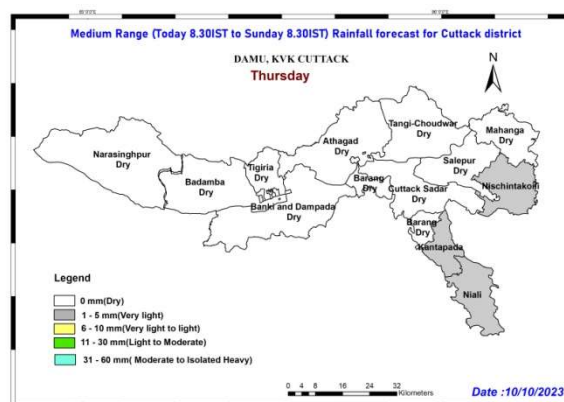 Medium Range (Today 8.30IST to Sunday 8.30IST) Rainfall forecast for Cuttack district
DAMU, KVK CUTTACK
Thursday
N
Tangi-Choudwar
Dry
Mahanga
Dry
Athagad
Dry
Narasinghpur
Dry
Salepur
Dry
Tigiria
Dry
Badamba
Dry
Barang
Dry
Nischintakoili
Cuttack Sadar
Dry
Banki and Dampada
Dry
Barang
Dry
Kantapada
Niali
Legend
0 mm(Dry)
1 - 5 mm(Very light)
6 - 10 mm(Very light to light)
11 - 30 mm(Light to Moderate)
31 - 60 mm( Moderate to Isolated Heavy)
0 4 8 16 24 32
Kilometers
Date :10/10/2023